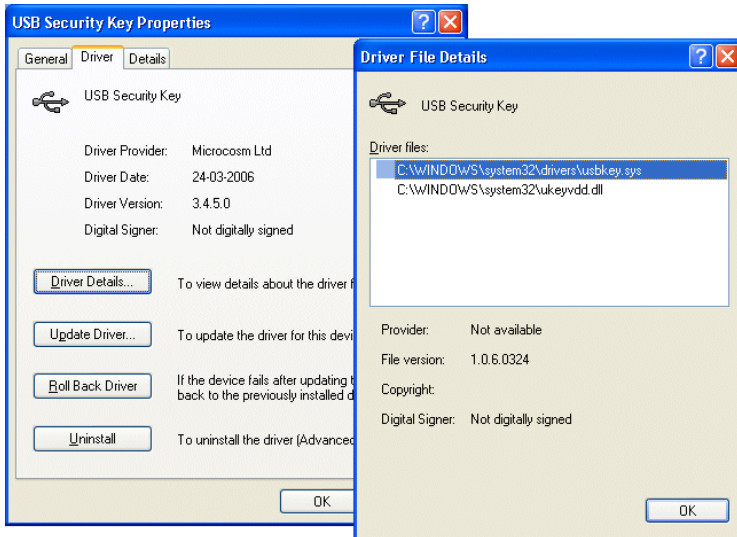 USB Security Key Properties
General Driver Details
USB Security Key
Driver Provider: Microcosm Ltd
Driver Date: 24-03-2006
Driver Version: 3.4.5.0
Digital Signer: Not digitally signed
Driver Details... To view details about the driver f
Update Driver... To update the driver for this devi
Roll Back Driver If the device fails after updating t
back to the previously installed d
Uninstall To uninstall the driver (Advanced
OK
Driver File Details
USB Security Key
Driver files:
C:\WINDOWS\system32\drivers\usbkey.sys
C:\WINDOWS\system32\ukeyvdd.dll
Provider: Not available
File version: 1.0.6.0324
Copyright:
Digital Signer: Not digitally signed
OK